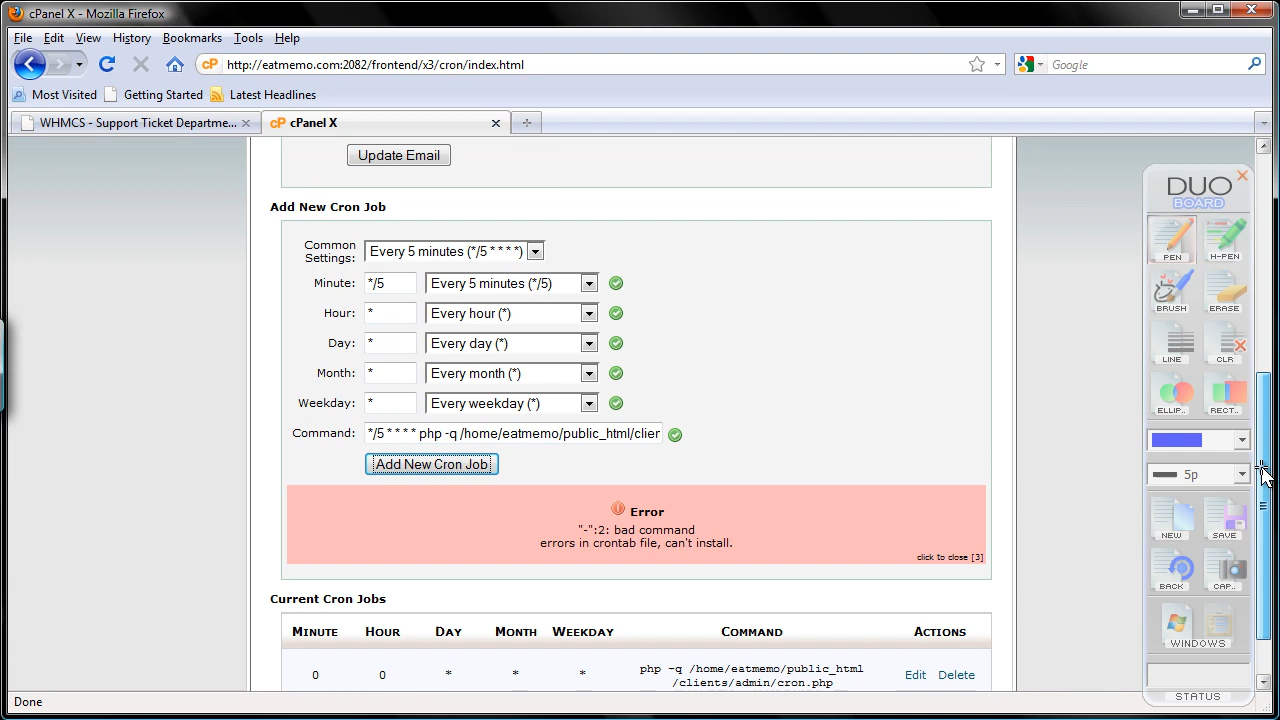 cPanel X - Mozilla Firefox
File Edit View History Bookmarks Tools Help
cP http://eatmemo.com:2082/frontend/x3/cron/index.html Google
Most Visited Getting Started Latest Headlines
WHMCS - Support Ticket Departme... cP cPanel X
Update Email
Add New Cron Job
Common Settings: Every 5 minutes (*/5 * * * *)
Minute: */5 Every 5 minutes (*/5)
Hour: * Every hour (*)
Day: * Every day (*)
Month: * Every month (*)
Weekday: * Every weekday (*)
Command: */5 * * * * php -q /home/eatmemo/public_html/clier
Add New Cron Job
Error
"-":2: bad command
errors in crontab file, can't install.
click to close [3]
Current Cron Jobs
MINUTE HOUR DAY MONTH WEEKDAY COMMAND ACTIONS
0 0 * * * php -q /home/eatmemo/public_html
/clients/admin/cron.php Edit Delete
Done
DUO
BOARD
PEN H-PEN
BRUSH ERASE
LINE CLR
ELLIP.. RECT..
5p
NEW SAVE
BACK CAP..
WINDOWS
STATUS